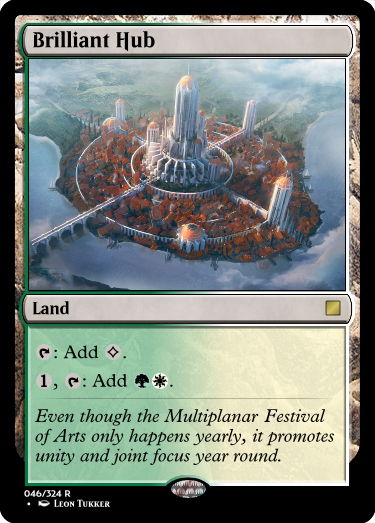 Brilliant Hub
Land
: Add .
1, : Add .
Even though the Multiplanar Festival
of Arts only happens yearly, it promotes
unity and joint focus year round.
046/324 R
• Leon Tukker